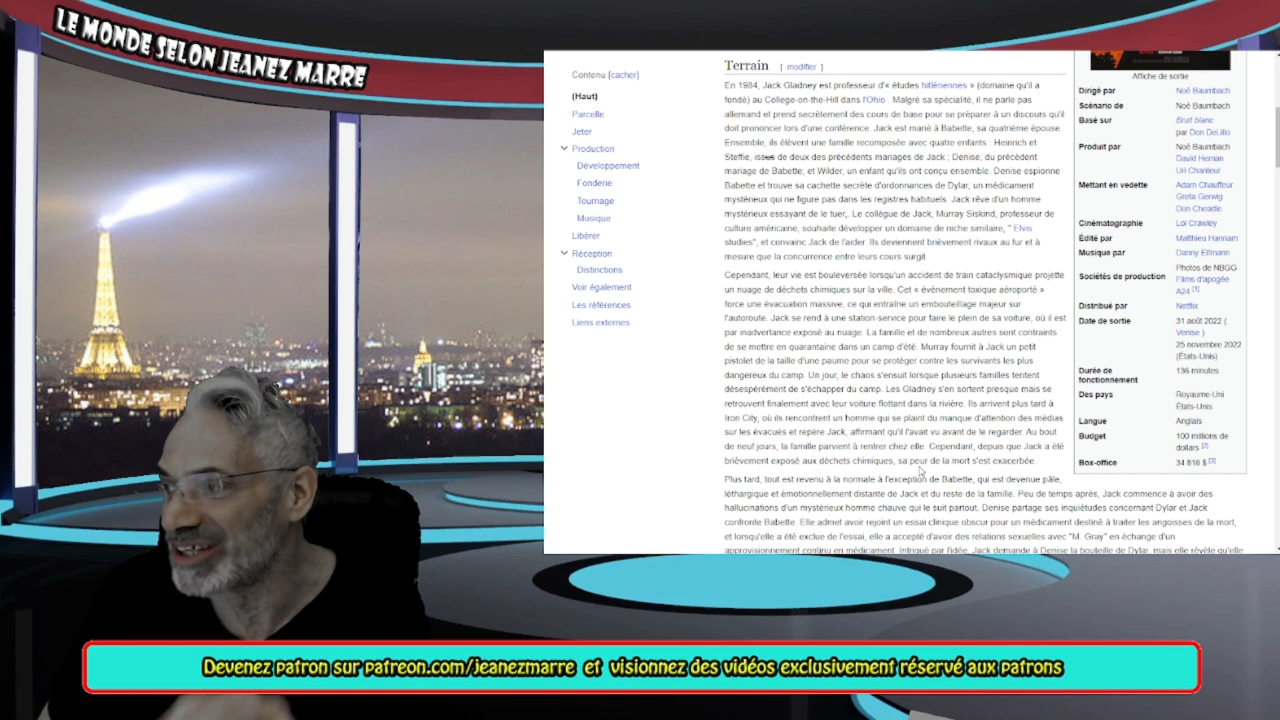 LE MONDE SELON JEANEZ MARRE
Contenu [cacher]
(Haut)
Parcelle
Jeter
Production
Développement
Fonderie
Tournage
Musique
Libérer
Réception
Distinctions
Voir également
Les références
Liens externes
Terrain [ modifier ]
En 1984, Jack Gladney est professeur d'« études hitlériennes » (domaine qu'il a
fondé) au College-on-the-Hill dans l'Ohio . Malgré sa spécialité, il ne parle pas
allemand et prend secrètement des cours de base pour se préparer à un discours qu'il
doit prononcer lors d'une conférence. Jack est marié à Babette, sa quatrième épouse.
Ensemble, ils élèvent une famille recomposée avec quatre enfants : Heinrich et
Steffie, issus de deux des précédents mariages de Jack ; Denise, du précédent
mariage de Babette; et Wilder, un enfant qu'ils ont conçu ensemble. Denise espionne
Babette et trouve sa cachette secrète d'ordonnances de Dylar, un médicament
mystérieux qui ne figure pas dans les registres habituels. Jack rêve d'un homme
mystérieux essayant de le tuer,. Le collègue de Jack, Murray Siskind, professeur de
culture américaine, souhaite développer un domaine de niche similaire, " Elvis
studies", et convainc Jack de l'aider. Ils deviennent brièvement rivaux au fur et à
mesure que la concurrence entre leurs cours surgit.
Cependant, leur vie est bouleversée lorsqu'un accident de train cataclysmique projette
un nuage de déchets chimiques sur la ville. Cet « événement toxique aéroporté »
force une évacuation massive, ce qui entraîne un embouteillage majeur sur
l'autoroute. Jack se rend à une station-service pour faire le plein de sa voiture, où il est
par inadvertance exposé au nuage. La famille et de nombreux autres sont contraints
de se mettre en quarantaine dans un camp d'été. Murray fournit à Jack un petit
pistolet de la taille d'une paume pour se protéger contre les survivants les plus
dangereux du camp. Un jour, le chaos s'ensuit lorsque plusieurs familles tentent
désespérément de s'échapper du camp. Les Gladney s'en sortent presque mais se
retrouvent finalement avec leur voiture flottant dans la rivière. Ils arrivent plus tard à
Iron City, où ils rencontrent un homme qui se plaint du manque d'attention des médias
sur les évacués et repère Jack, affirmant qu'il l'avait vu avant de le regarder. Au bout
de neuf jours, la famille parvient à rentrer chez elle. Cependant, depuis que Jack a été
brièvement exposé aux déchets chimiques, sa peur de la mort s'est exacerbée.
Plus tard, tout est revenu à la normale à l'exception de Babette, qui est devenue pâle,
léthargique et émotionnellement distante de Jack et du reste de la famille. Peu de temps après, Jack commence à avoir des
hallucinations d'un mystérieux homme chauve qui le suit partout. Denise partage ses inquiétudes concernant Dylar et Jack
confronte Babette. Elle admet avoir rejoint un essai clinique obscur pour un médicament destiné à traiter les angoisses de la mort,
et lorsqu'elle a été exclue de l'essai, elle a accepté d'avoir des relations sexuelles avec "M. Gray" en échange d'un
approvisionnement continu en médicament. Intrigué par l'idée, Jack demande à Denise la bouteille de Dylar, mais elle révèle qu'elle
Affiche de sortie
Dirigé par Noé Baumbach
Scénario de Noé Baumbach
Basé sur Bruit blanc
par Don DeLillo
Produit par Noé Baumbach
David Heman
Uri Chanteur
Mettant en vedette Adam Chauffeur
Greta Gerwig
Don Cheadle
Cinématographie Lol Crawley
Édité par Matthieu Hannam
Musique par Danny Elfmann
Sociétés de production Photos de NBGG
Films d'apogée
A24 [1]
Distribué par Netflix
Date de sortie 31 août 2022 (
Venise )
25 novembre 2022
(États-Unis)
Durée de fonctionnement 136 minutes
Des pays Royaume-Uni
États-Unis
Langue Anglais
Budget 100 millions de
dollars [2]
Box-office 34 818 $ [3]
Devenez patron sur patreon.com/jeanezmarre et visionnez des vidéos exclusivement réservé aux patrons